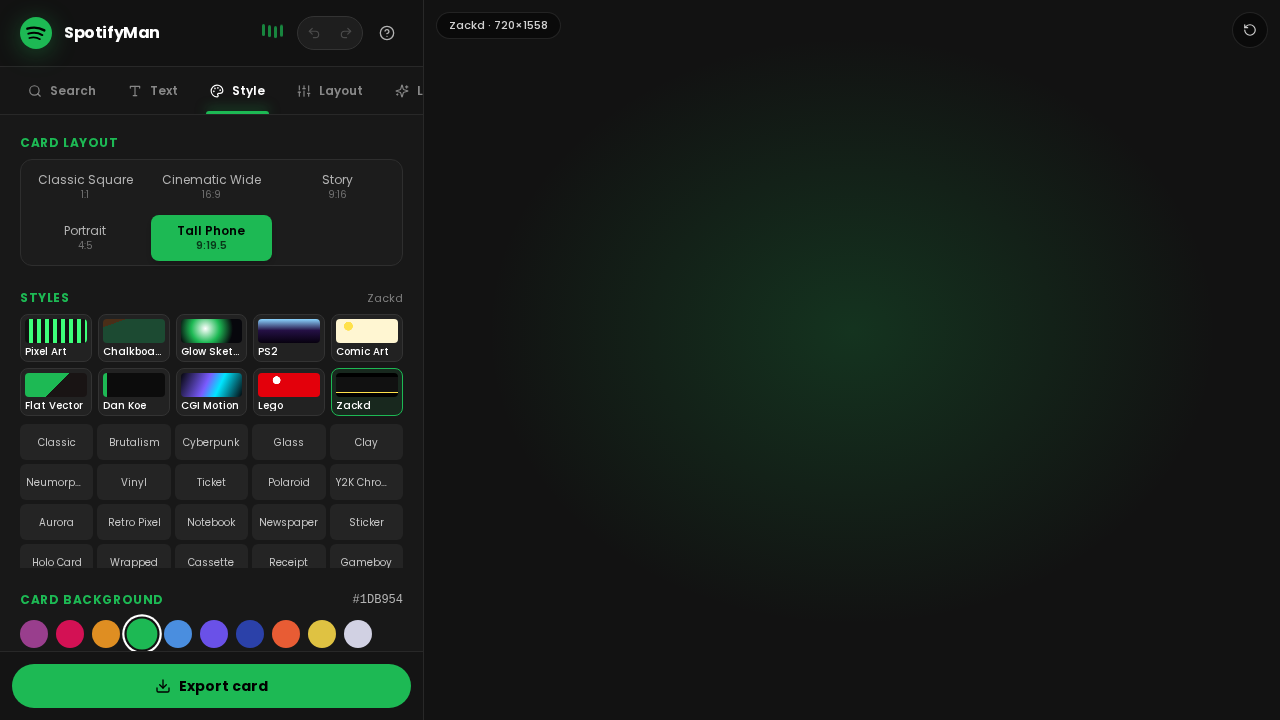 SpotifyMan
Search
Text
Style
Layout
L
CARD LAYOUT
Classic Square
1:1
Cinematic Wide
16:9
Story
9:16
Portrait
4:5
Tall Phone
9:19.5
STYLES
Zackd
Pixel Art
Chalkboa...
Glow Sket...
PS2
Comic Art
Flat Vector
Dan Koe
CGI Motion
Lego
Zackd
Classic
Brutalism
Cyberpunk
Glass
Clay
Neumorp...
Vinyl
Ticket
Polaroid
Y2K Chro...
Aurora
Retro Pixel
Notebook
Newspaper
Sticker
Holo Card
Wrapped
Cassette
Receipt
Gameboy
CARD BACKGROUND
#1DB954
Export card
Zackd · 720×1558